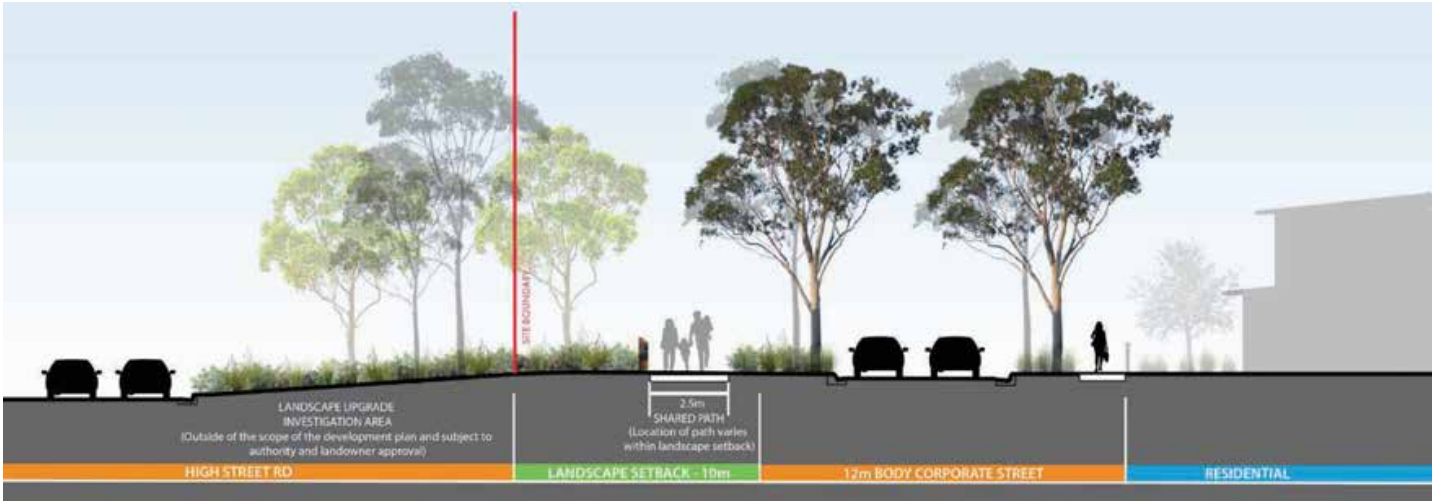 SITE BOUNDARY
LANDSCAPE UPGRADE
INVESTIGATION AREA
(Outside of the scope of the development plan and subject to
authority and landowner approval)
2.5m
SHARED PATH
(Location of path varies
within landscape setback)
HIGH STREET RD
LANDSCAPE SETBACK - 10m
12m BODY CORPORATE STREET
RESIDENTIAL